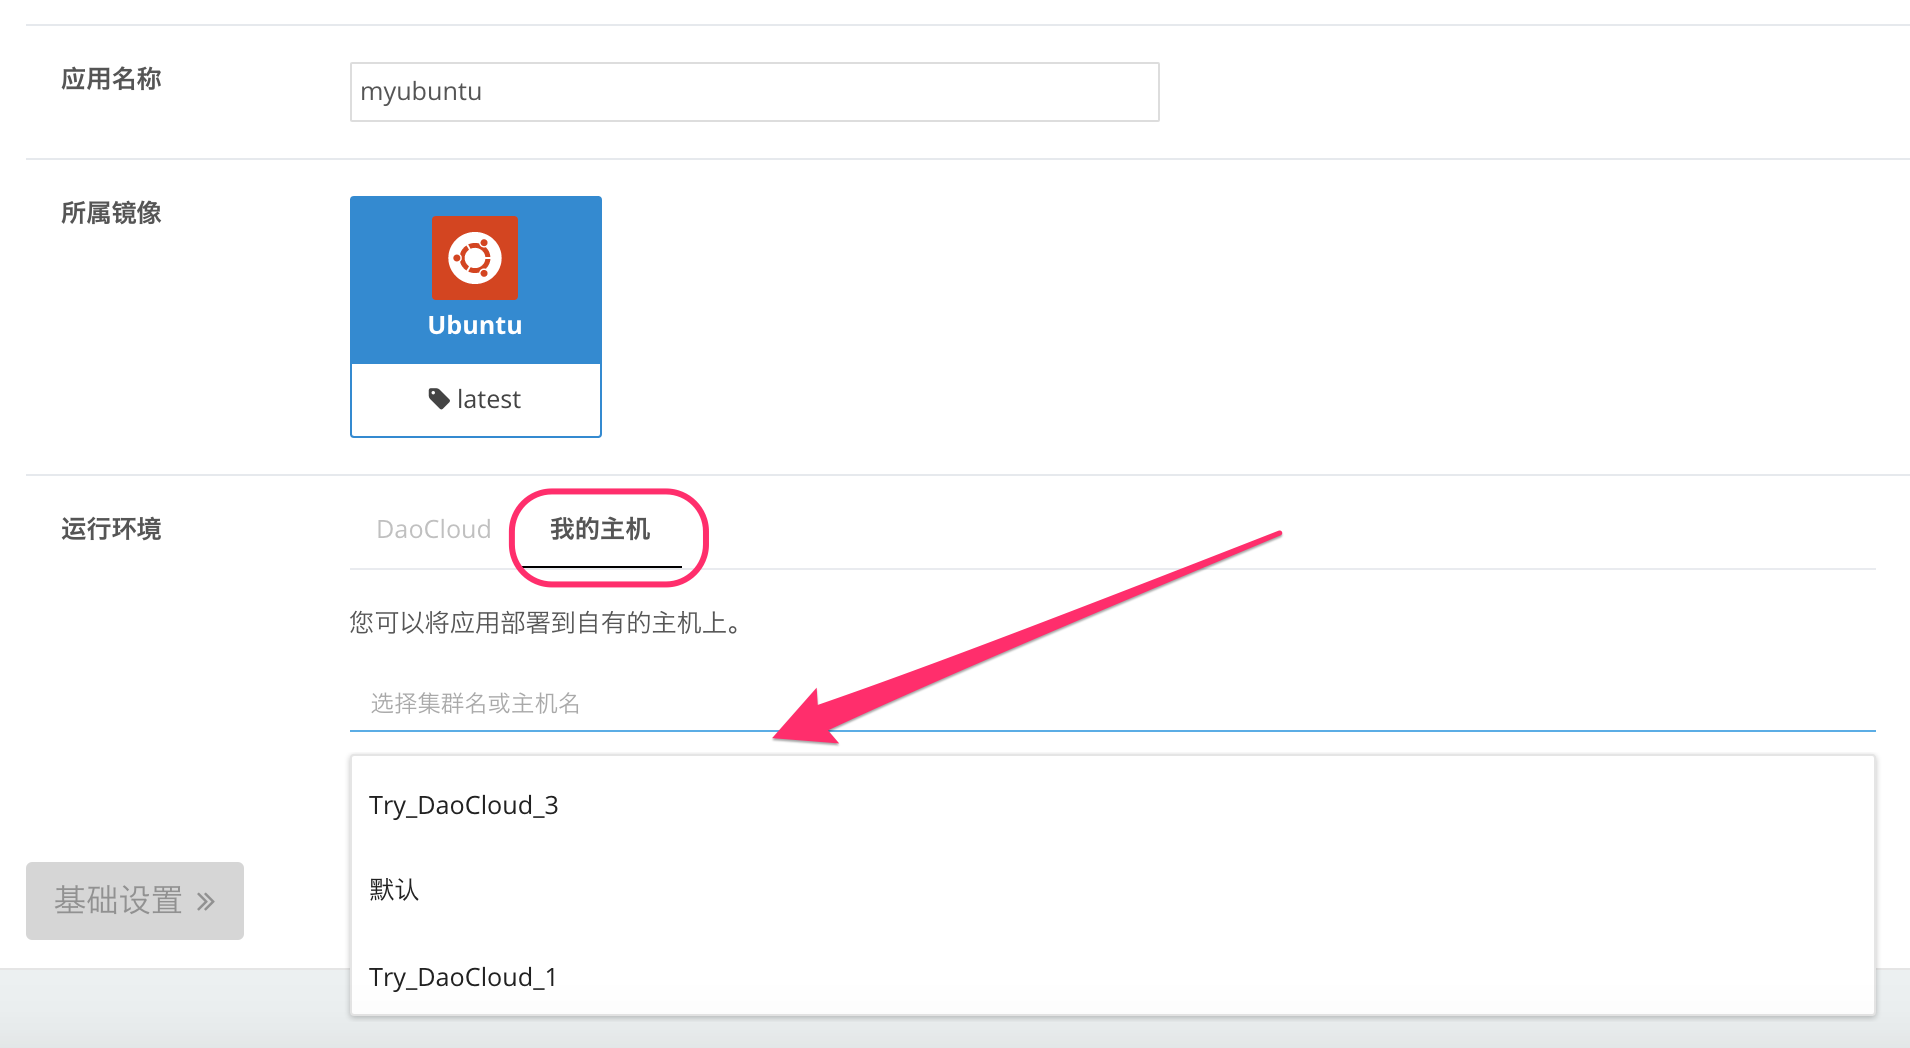 应用名称
myubuntu
所属镜像
Ubuntu
latest
运行环境
DaoCloud 我的主机
您可以将应用部署到自有的主机上。
选择集群名或主机名
Try_DaoCloud_3
默认
Try_DaoCloud_1
基础设置 »